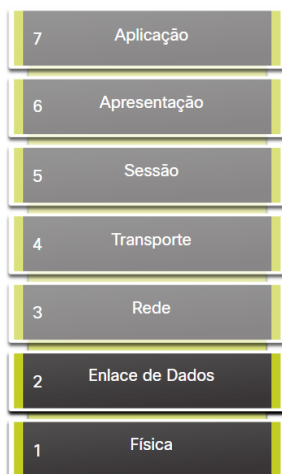 7 Aplicação
6 Apresentação
5 Sessão
4 Transporte
3 Rede
2 Enlace de Dados
1 Física